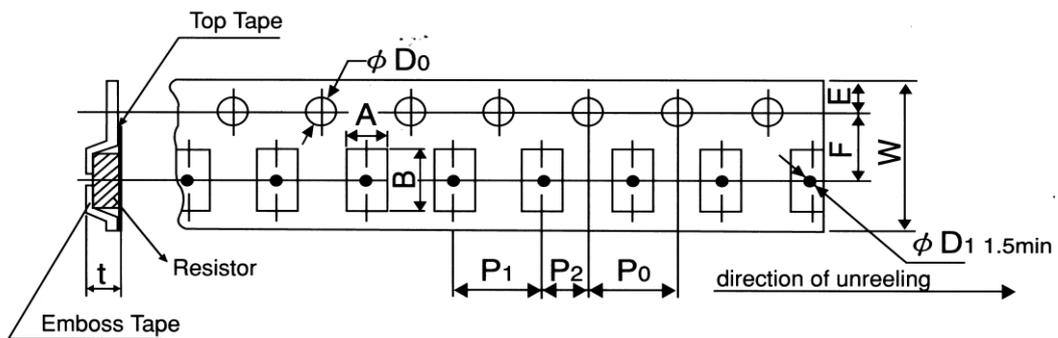 Top Tape
φ D0
A
B
E
F
W
φ D1 1.5min
P1
P2
P0
direction of unreeling
Resistor
t
Emboss Tape